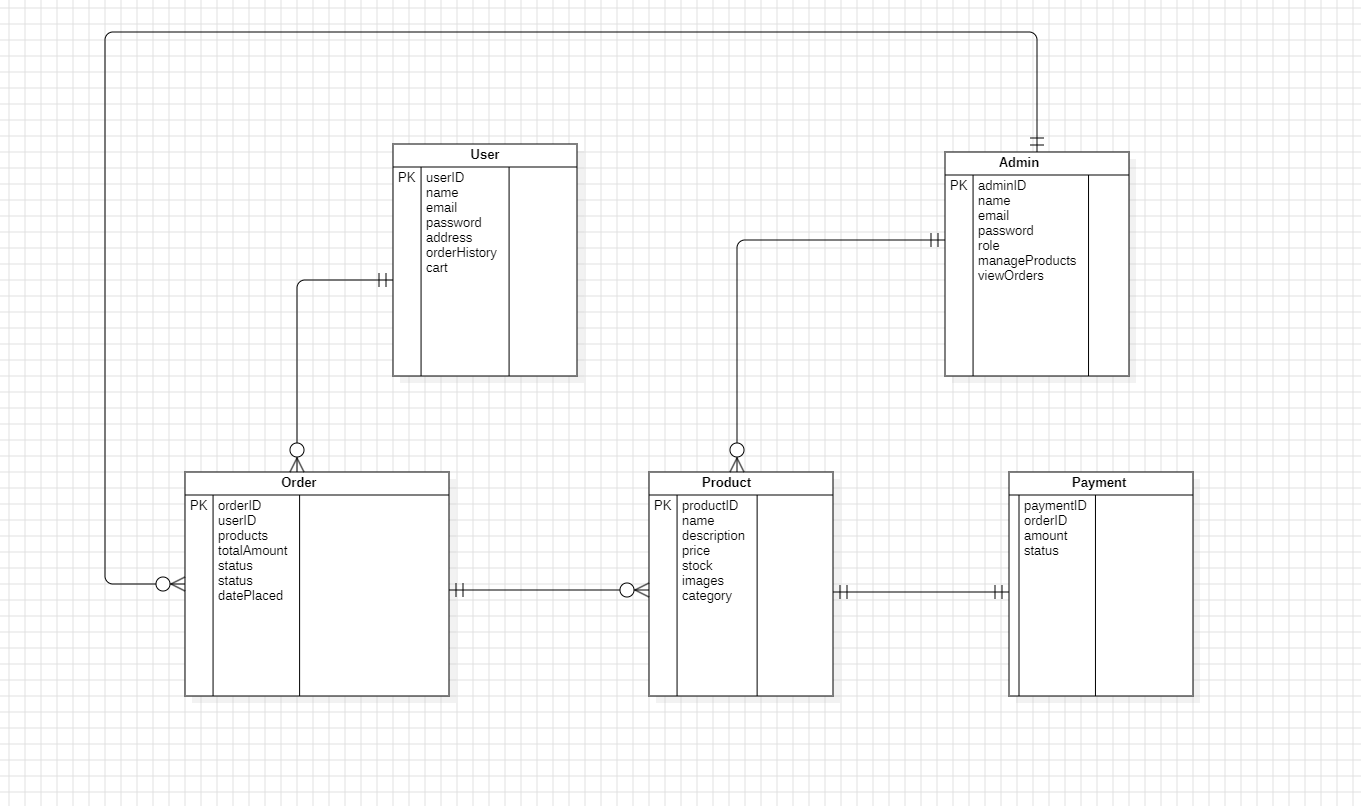 User
PK userID
name
email
password
address
orderHistory
cart
Admin
PK adminID
name
email
password
role
manageProducts
viewOrders
Order
PK orderID
userID
products
totalAmount
status
status
datePlaced
Product
PK productID
name
description
price
stock
images
category
Payment
paymentID
orderID
amount
status